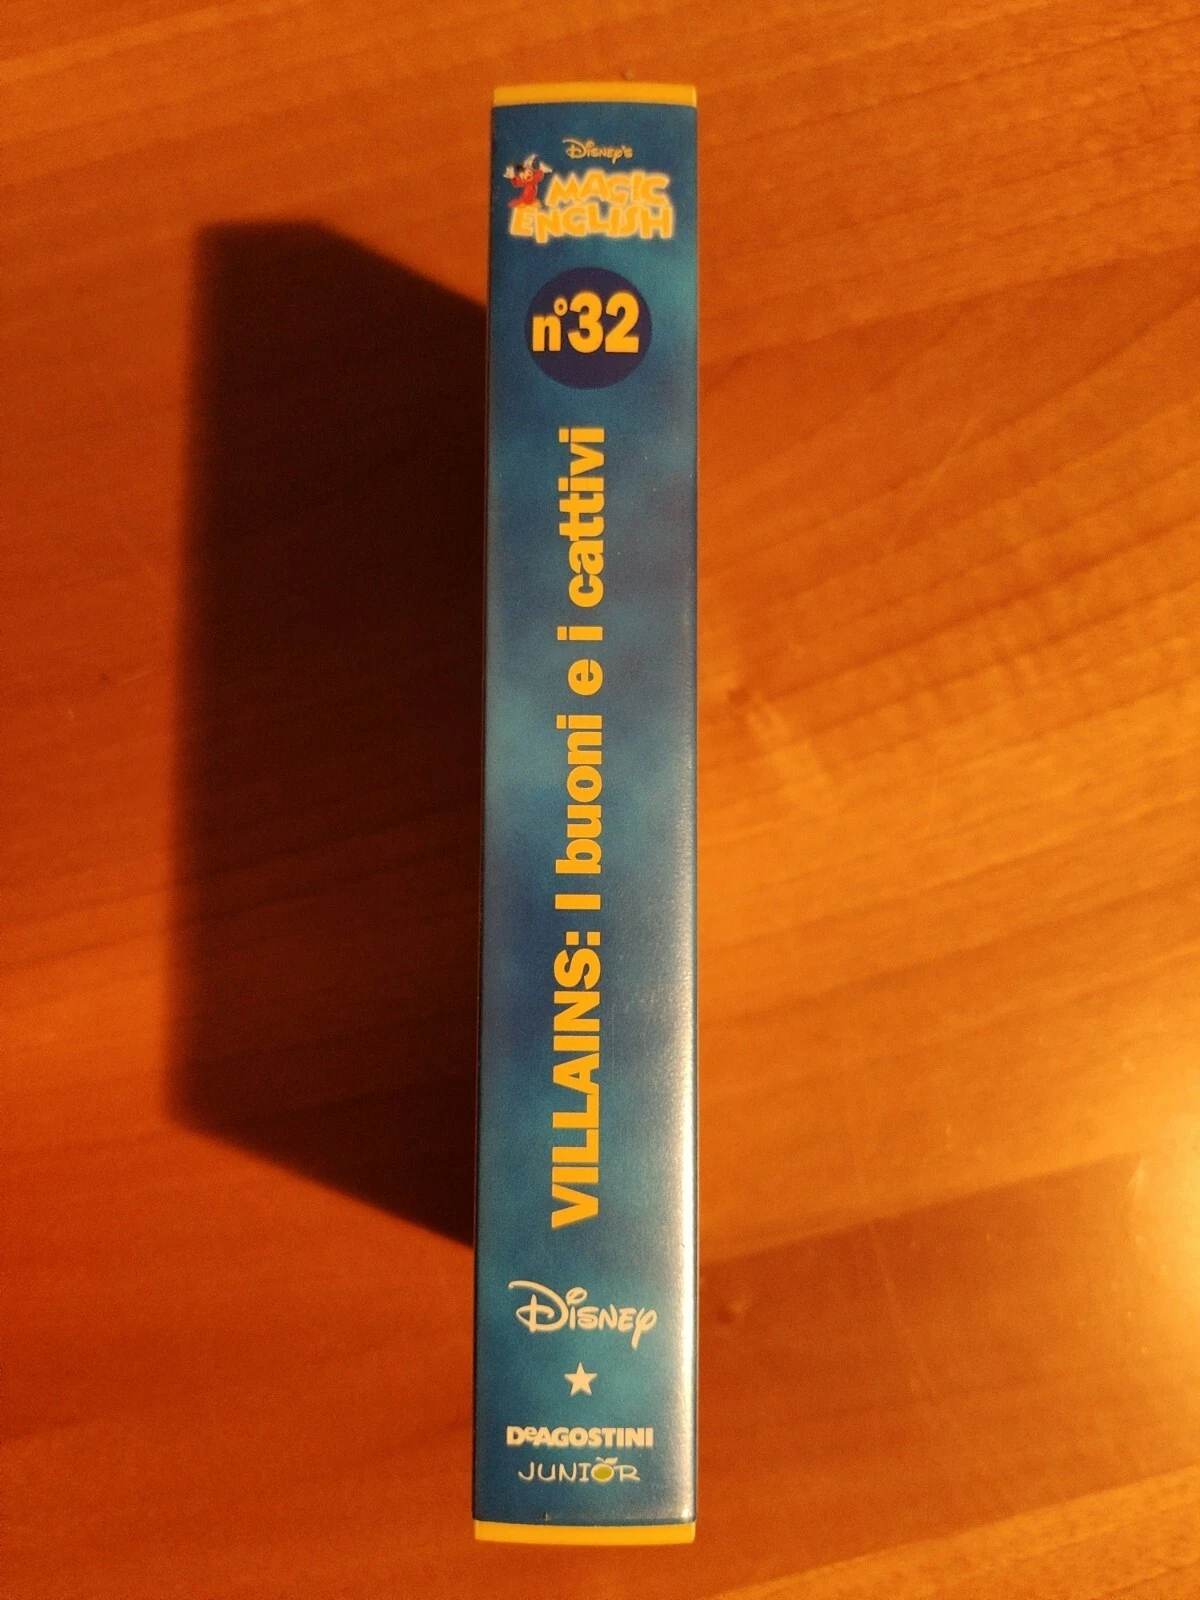 Disney's
MAGIC
ENGLISH
n°32
VILLAINS: I buoni e i cattivi
Disney
DeAGOSTINI
JUNIOR